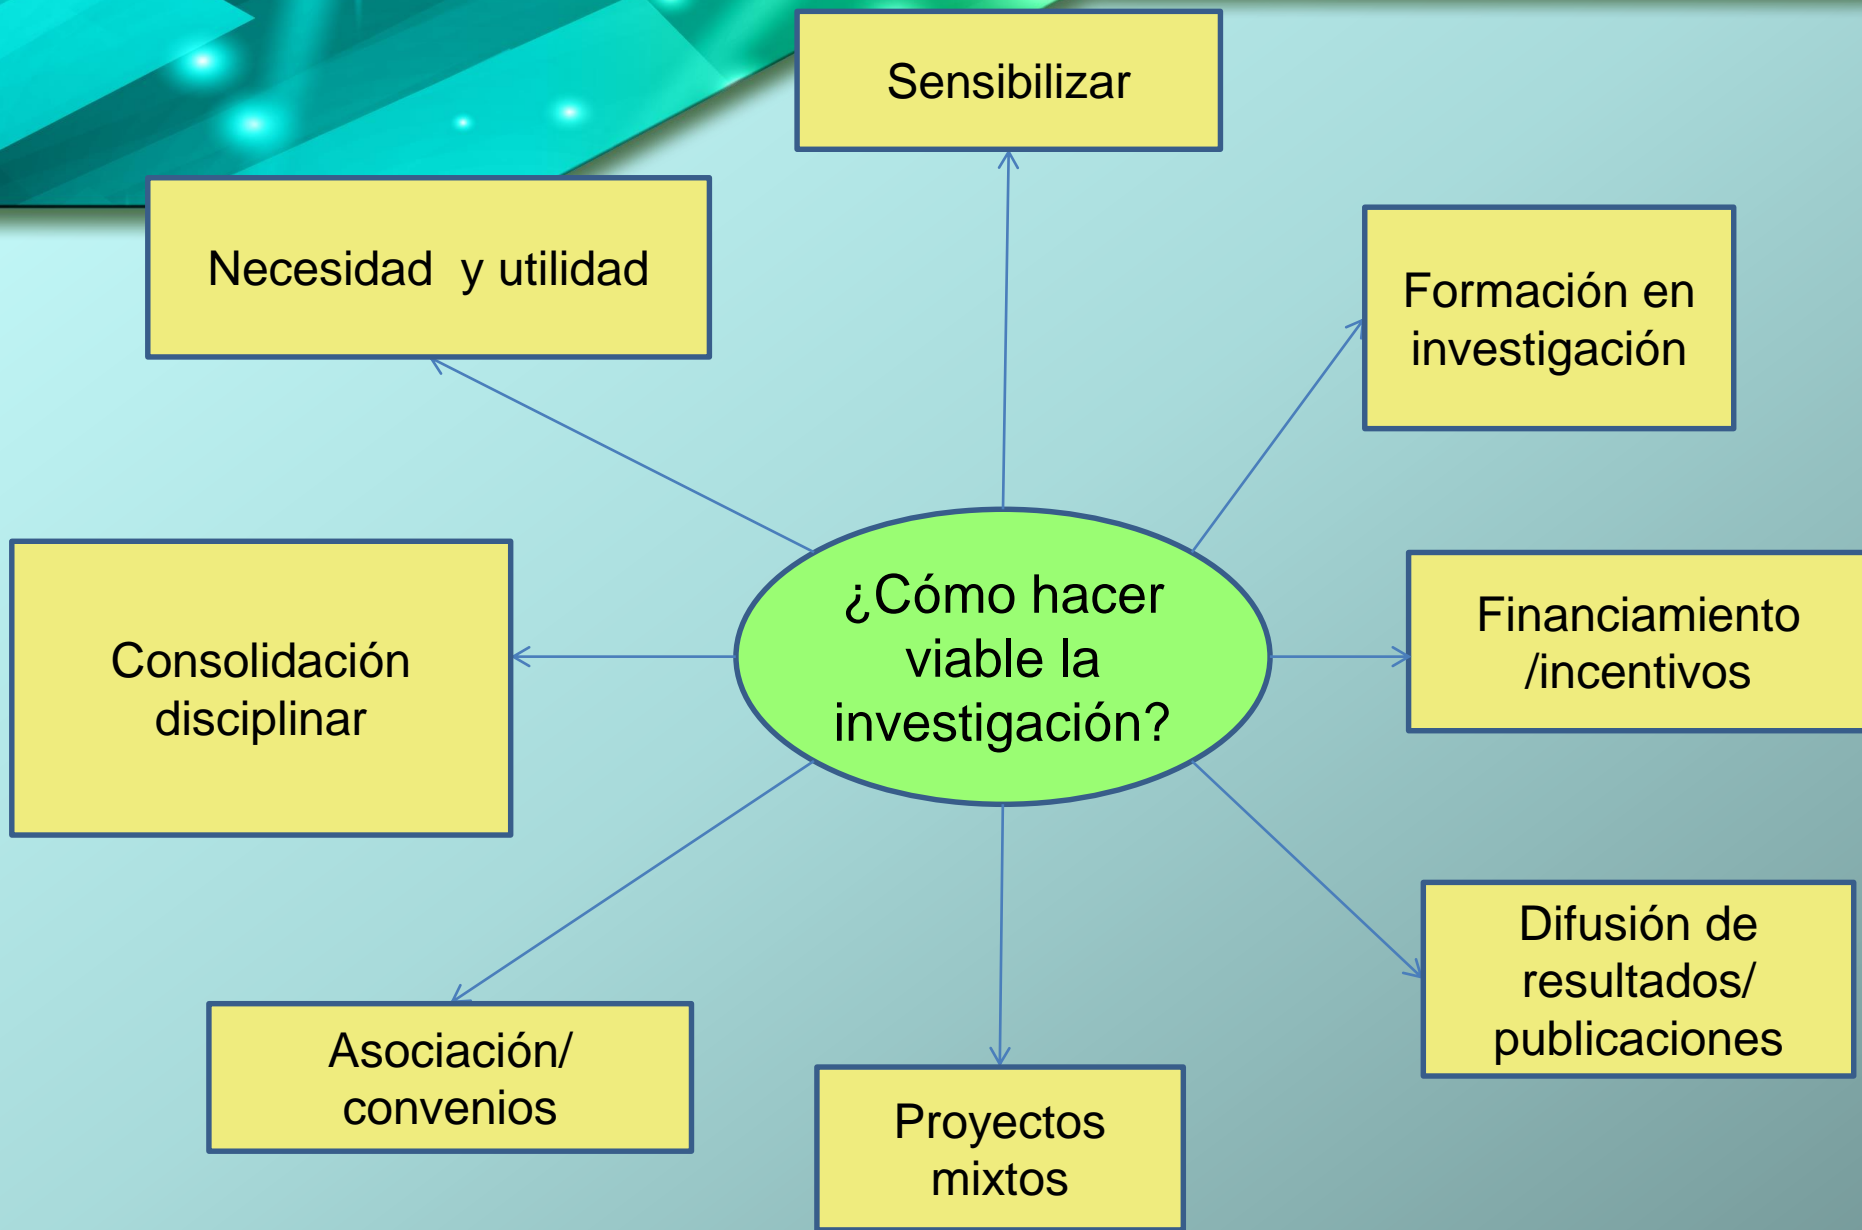 Sensibilizar
Necesidad  y utilidad
Formación en
investigación
¿Cómo hacer
viable la
investigación?
Financiamiento
/incentivos
Consolidación
disciplinar
Difusión de
resultados/
publicaciones
Asociación/
convenios
Proyectos
mixtos